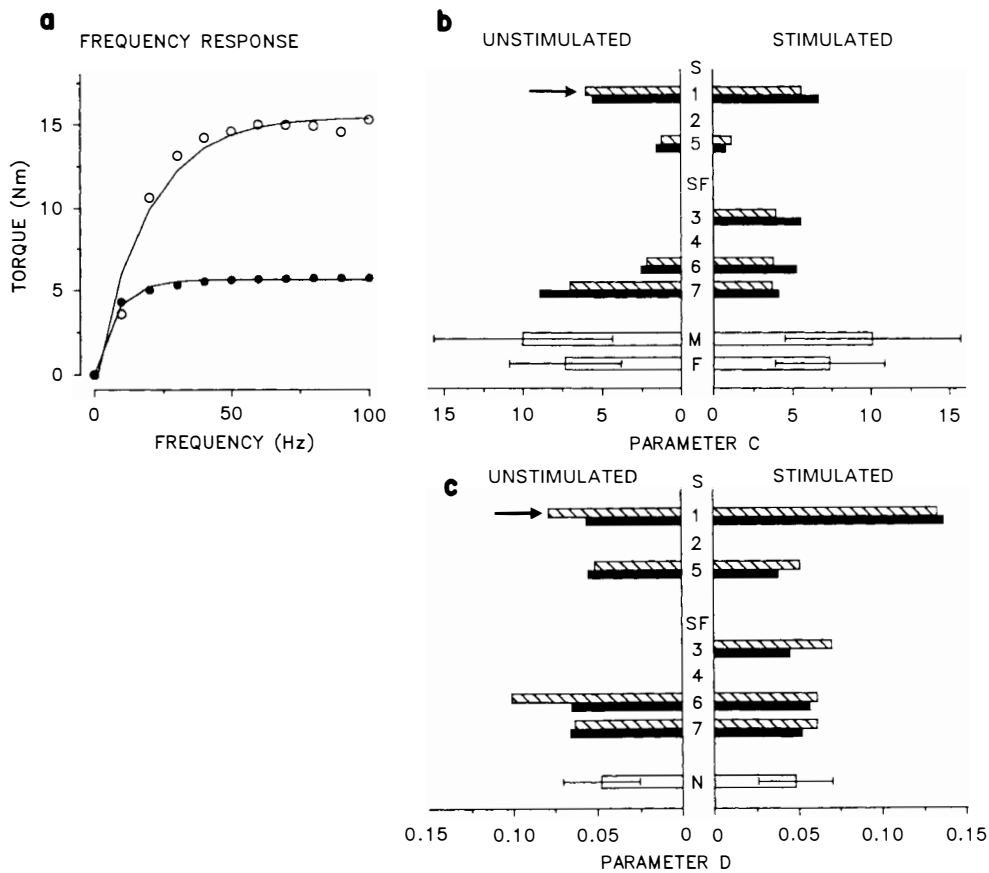 a
FREQUENCY RESPONSE
TORQUE (Nm)
15
10
5
0
0 50 100
FREQUENCY (Hz)
b
UNSTIMULATED STIMULATED
S
1
2
5
SF
3
4
6
7
M
F
15 10 5 0 0 5 10 15
PARAMETER C
c
UNSTIMULATED S STIMULATED
1
2
5
SF
3
4
6
7
N
0.15 0.10 0.05 0 0 0.05 0.10 0.15
PARAMETER D